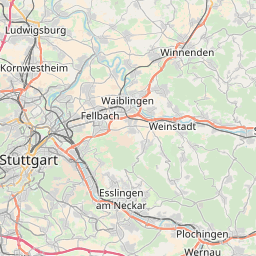 Ludwigsburg
Winnenden
Kornwestheim
Waiblingen
Fellbach
Weinstadt
Stuttgart
Esslingen
am Neckar
Plochingen
Wernau